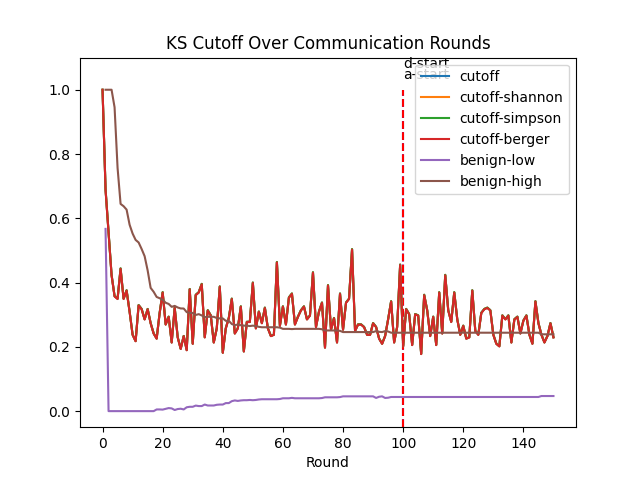 KS Cutoff Over Communication Rounds
d-start
a-start
cutoff
cutoff-shannon
cutoff-simpson
cutoff-berger
benign-low
benign-high
1.0
0.8
0.6
0.4
0.2
0.0
0 20 40 60 80 100 120 140
Round